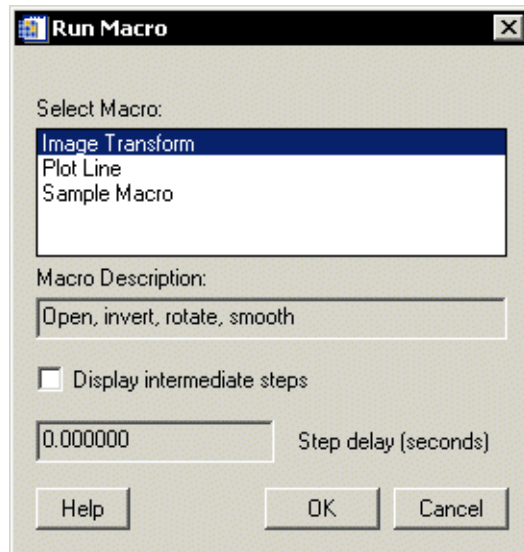 Run Macro
Select Macro:
Image Transform
Plot Line
Sample Macro
Macro Description:
Open, invert, rotate, smooth
Display intermediate steps
0.000000 Step delay (seconds)
Help OK Cancel